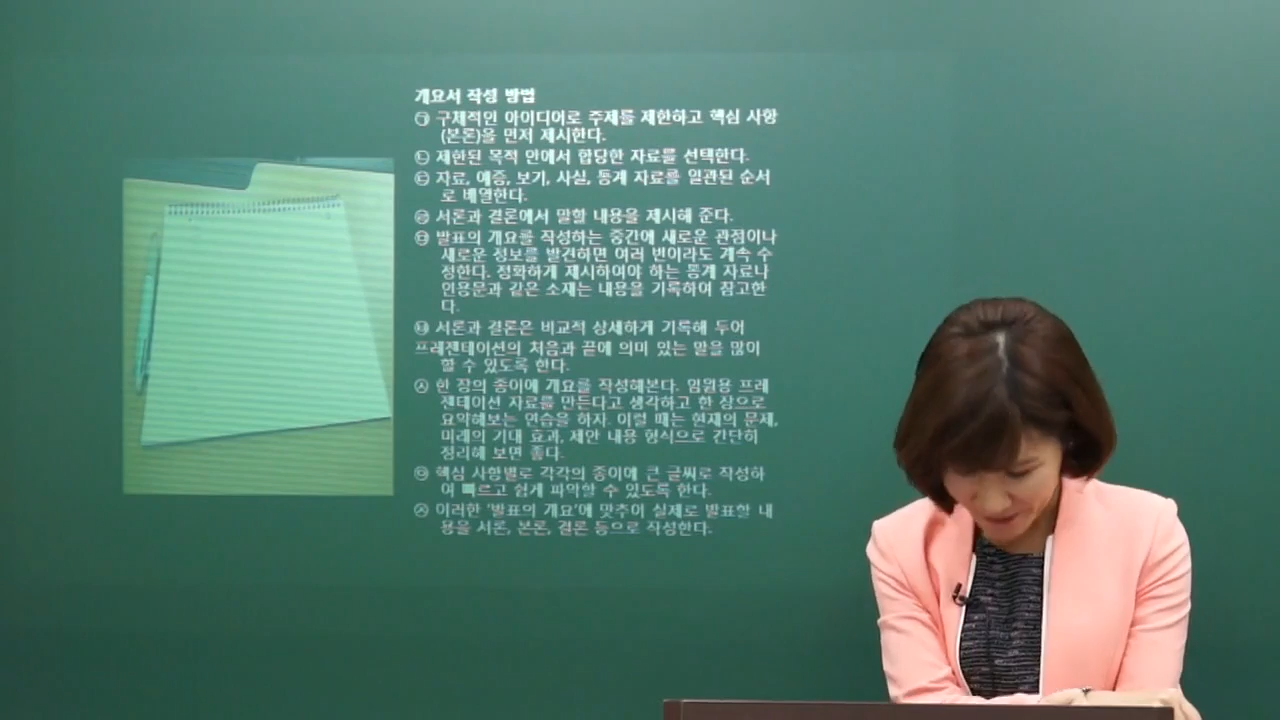 개요서 작성 방법
㉠ 구체적인 아이디어로 주제를 제한하고 핵심 사항
(본론)을 먼저 제시한다.
㉡ 제한된 목적 안에서 합당한 자료를 선택한다.
㉢ 자료, 예증, 보기, 사실, 통계 자료를 일관된 순서
로 배열한다.
㉣ 서론과 결론에서 말할 내용을 제시해 준다.
㉤ 발표의 개요를 작성하는 중간에 새로운 관점이나
새로운 정보를 발견하면 여러 번이라도 계속 수
정한다. 정확하게 제시하여야 하는 통계 자료나
인용문과 같은 소재는 내용을 기록하여 참고한
다.
㉥ 서론과 결론은 비교적 상세하게 기록해 두어
프레젠테이션의 처음과 끝에 의미 있는 말을 많이
할 수 있도록 한다.
㉦ 한 장의 종이에 개요를 작성해본다. 임원용 프레
젠테이션 자료를 만든다고 생각하고 한 장으로
요약해보는 연습을 하자. 이럴 때는 현재의 문제,
미래의 기대 효과, 제안 내용 형식으로 간단히
정리해 보면 좋다.
㉧ 핵심 사항별로 각각의 종이에 큰 글씨로 작성하
여 빠르고 쉽게 파악할 수 있도록 한다.
㉨ 이러한 '발표의 개요'에 맞추어 실제로 발표할 내
용을 서론, 본론, 결론 등으로 작성한다.